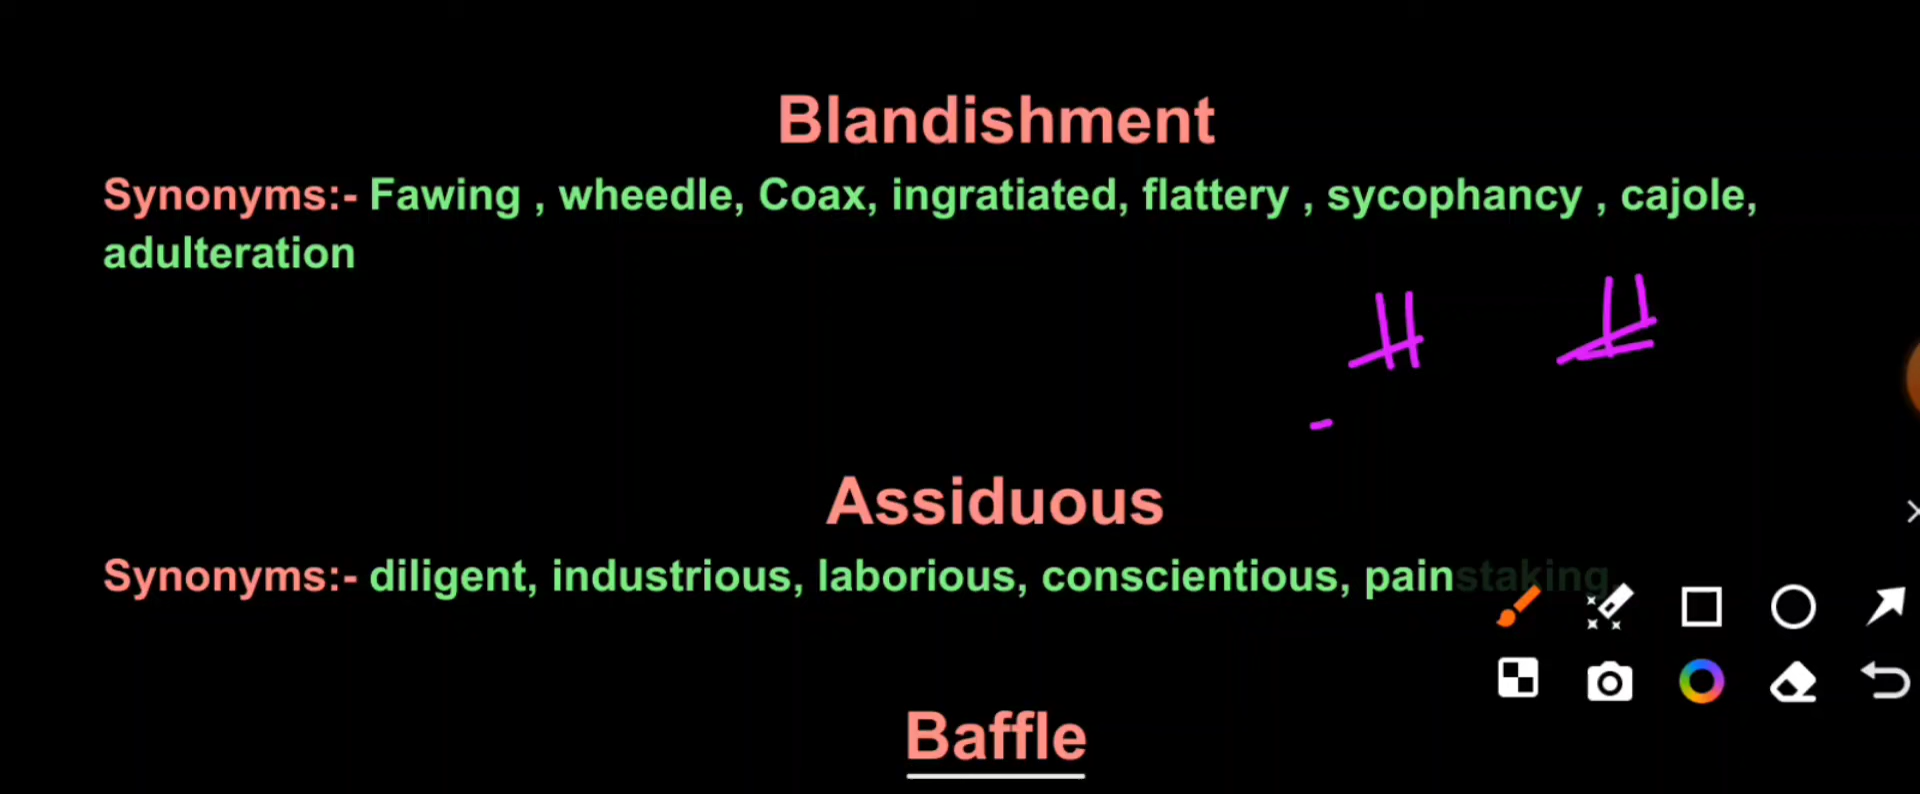 Blandishment
Synonyms:- Fawing , wheedle, Coax, ingratiated, flattery , sycophancy , cajole,
adulteration
Assiduous
Synonyms:- diligent, industrious, laborious, conscientious, painstaking,
Baffle